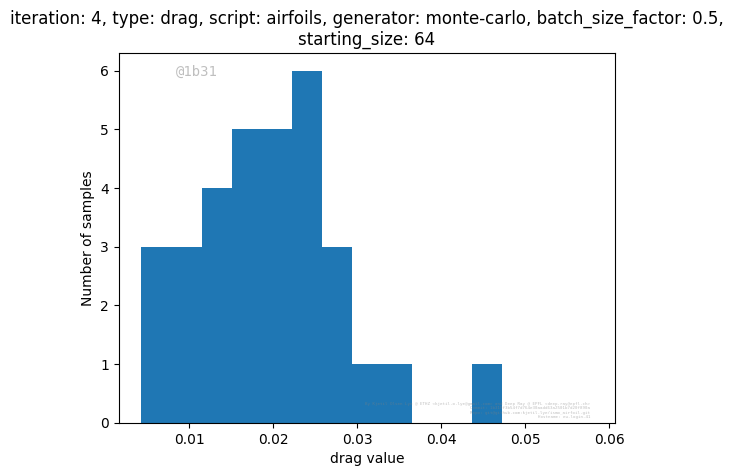 iteration: 4, type: drag, script: airfoils, generator: monte-carlo, batch_size_factor: 0.5,
starting_size: 64
@1b31
6
5
4
3
2
1
0
Number of samples
0.01 0.02 0.03 0.04 0.05 0.06
drag value